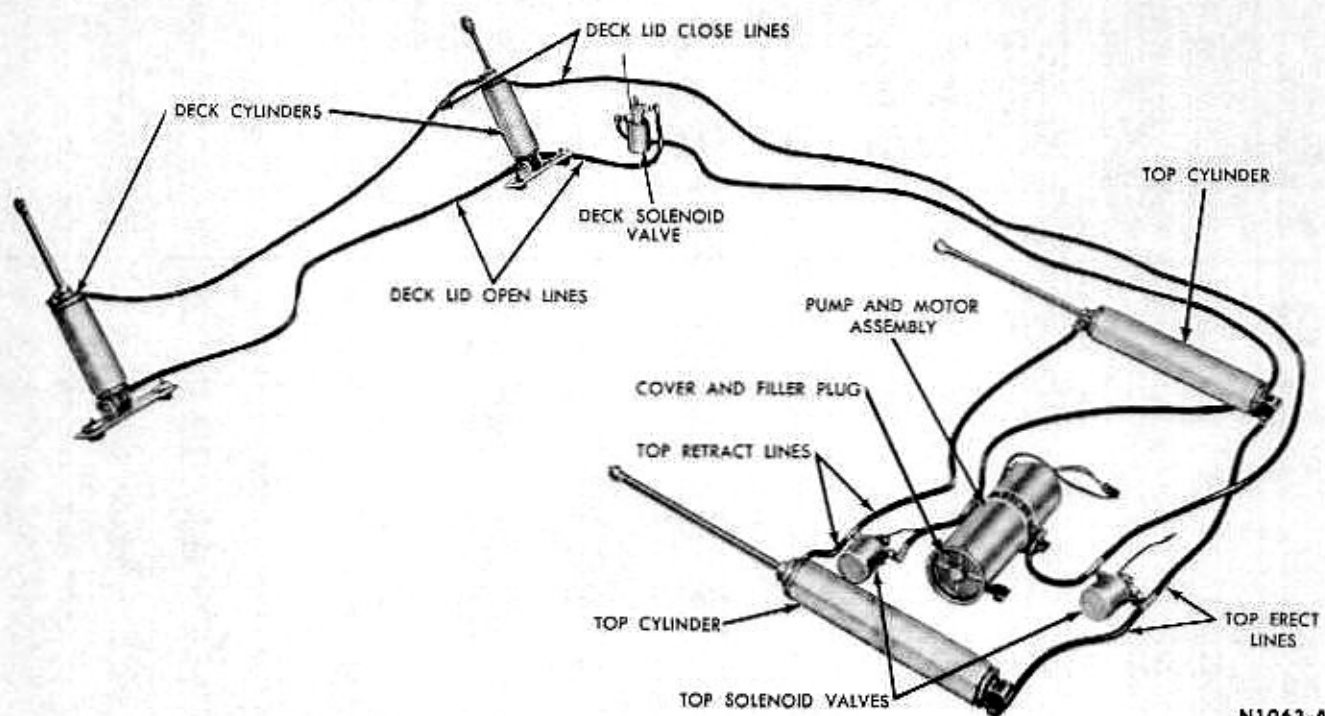 DECK LID CLOSE LINES
DECK CYLINDERS
TOP CYLINDER
DECK SOLENOID
VALVE
DECK LID OPEN LINES
PUMP AND MOTOR
ASSEMBLY
COVER AND FILLER PLUG
TOP RETRACT LINES
TOP CYLINDER
TOP ERECT
LINES
TOP SOLENOID VALVES
N1063-A